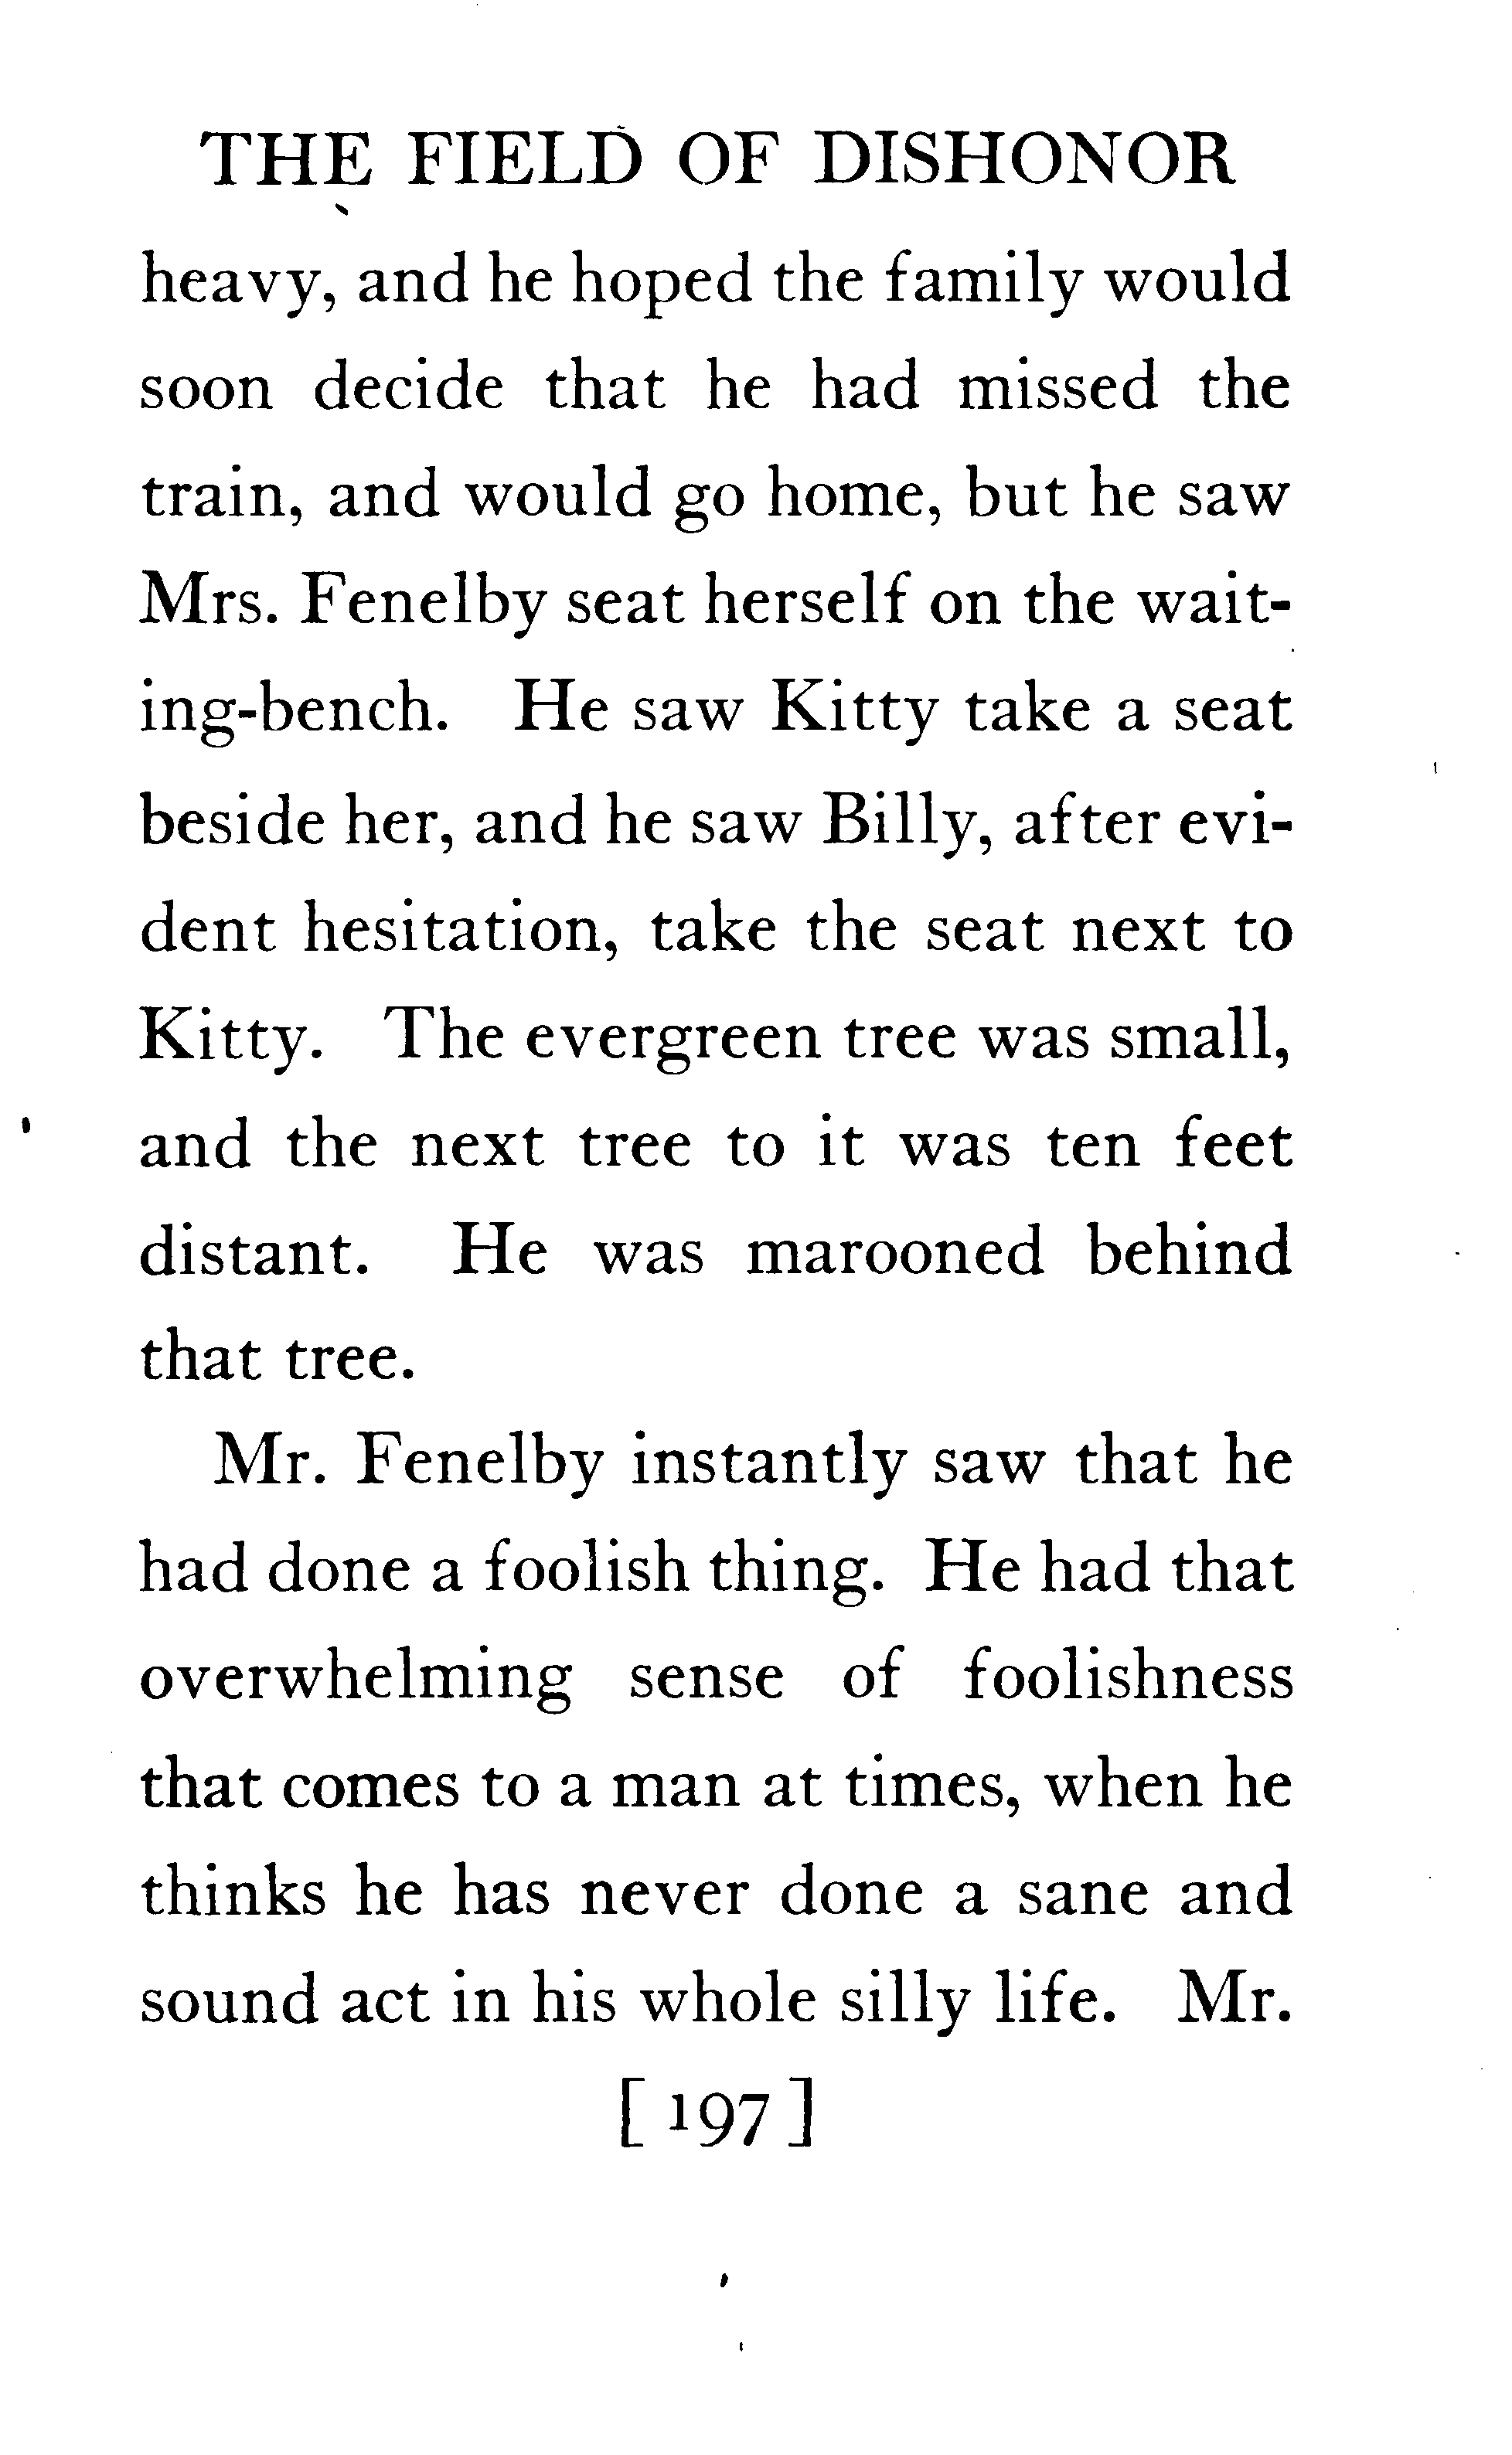 THE FIELD OF DISHONOR
heavy, and he hoped the family would
soon decide that he had missed the
train, and would go home, but he saw
Mrs. Fenelby seat herself on the wait-
ing-bench. He saw Kitty take a seat
beside her, and he saw Billy, after evi-
dent hesitation, take the seat next to
Kitty. The evergreen tree was small,
and the next tree to it was ten feet
distant. He was marooned behind
that tree.
Mr. Fenelby instantly saw that he
had done a foolish thing. He had that
overwhelming sense of foolishness
that comes to a man at times, when he
thinks he has never done a sane and
sound act in his whole silly life. Mr.
[197]